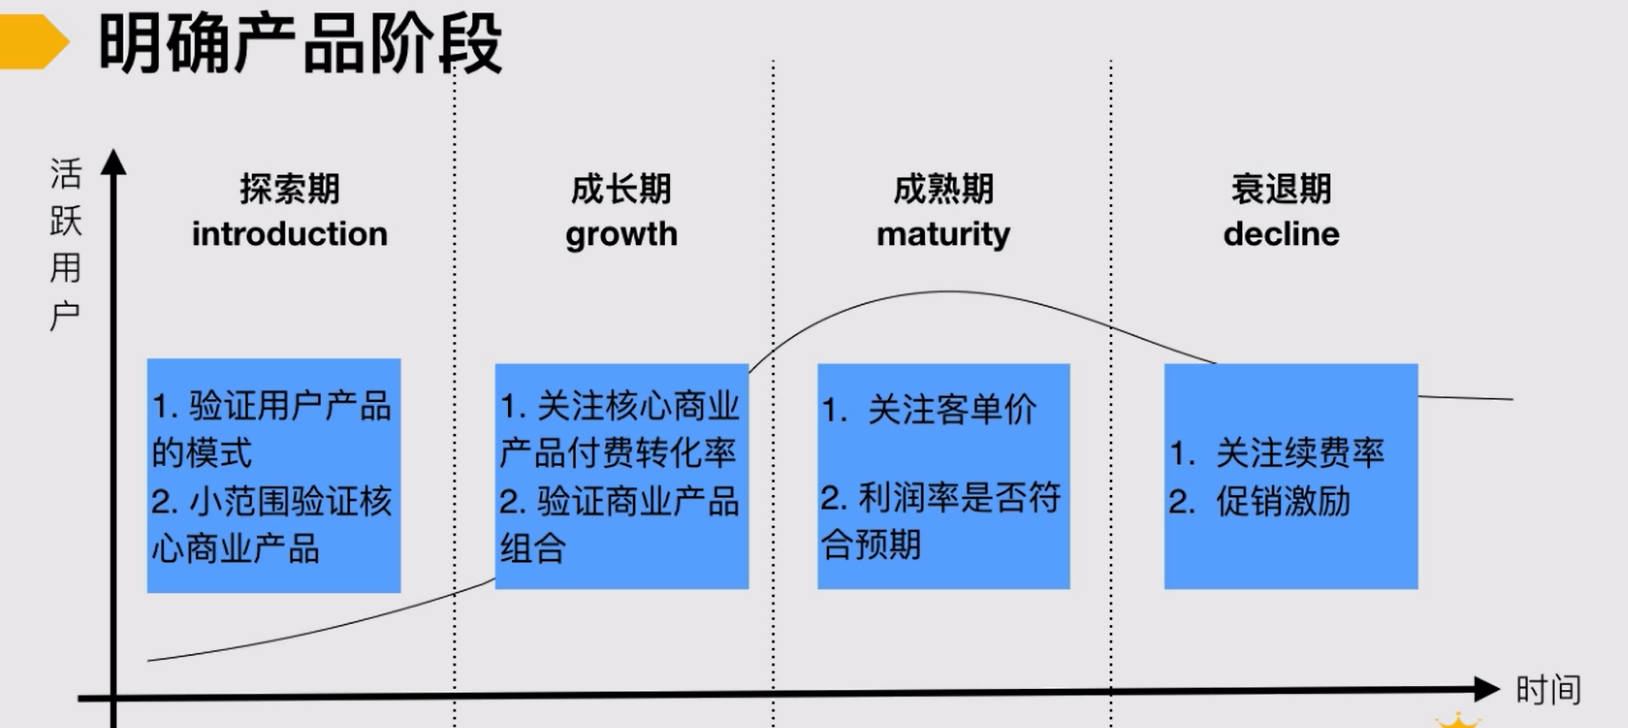 明确产品阶段
活
跃
用
户
探索期
introduction
成长期
growth
成熟期
maturity
衰退期
decline
1. 验证用户产品
的模式
2. 小范围验证核
心商业产品
1. 关注核心商业
产品付费转化率
2. 验证商业产品
组合
1. 关注客单价
2. 利润率是否符
合预期
1. 关注续费率
2. 促销激励
时间